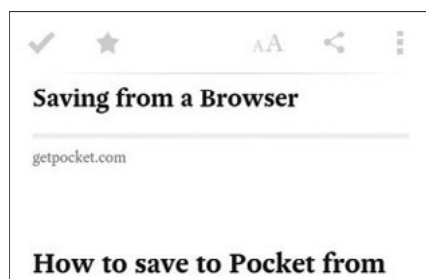 AA
Saving from a Browser
getpocket.com
How to save to Pocket from